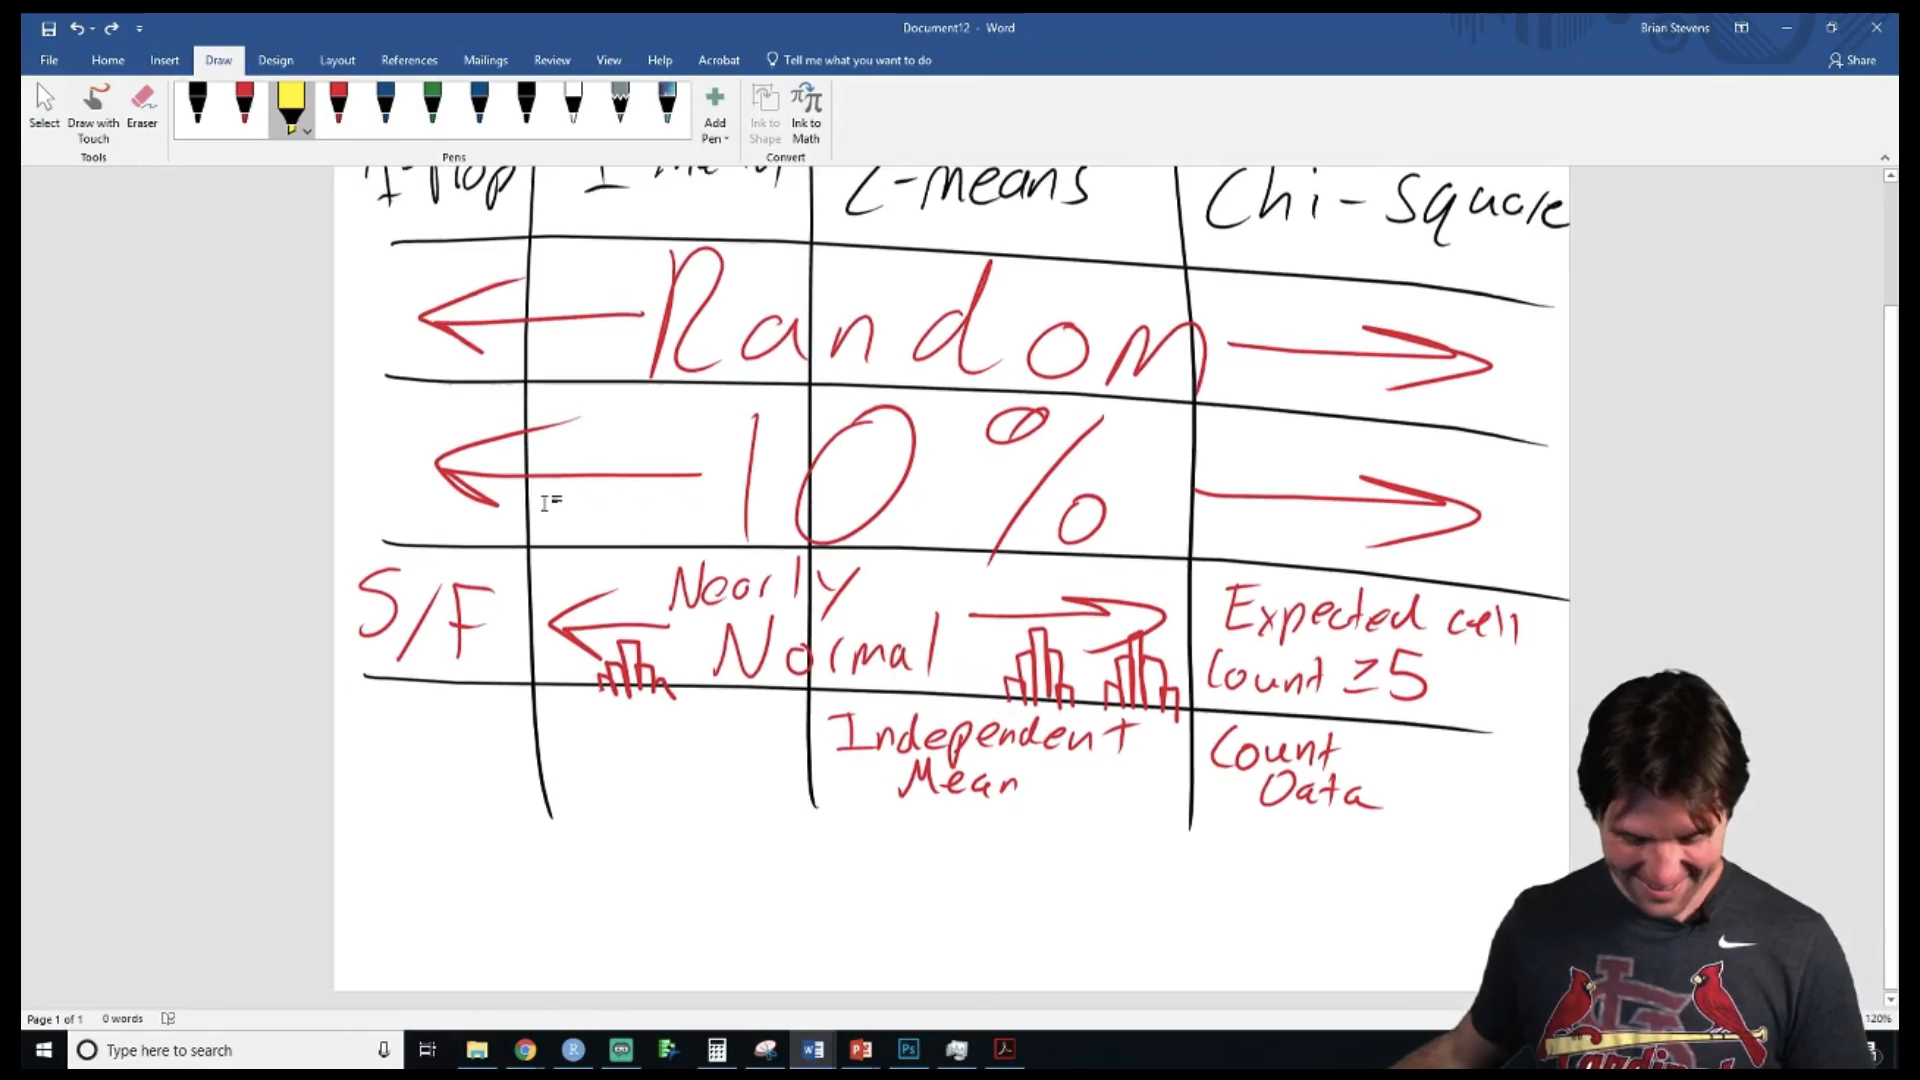 Document12 - Word
Brian Stevens
File Home Insert Draw Design Layout References Mailings Review View Help Acrobat Tell me what you want to do Share
Select
Draw with Touch
Eraser
Add Pen
Ink to Shape
Ink to Math
Tools
Pens
Convert
2-means
Chi-Square
Random
10%
S/F
Nearly
Normal
Expected cell
Count ≥5
Independent
Mean
Count
Data
Page 1 of 1 0 words
120%
Type here to search